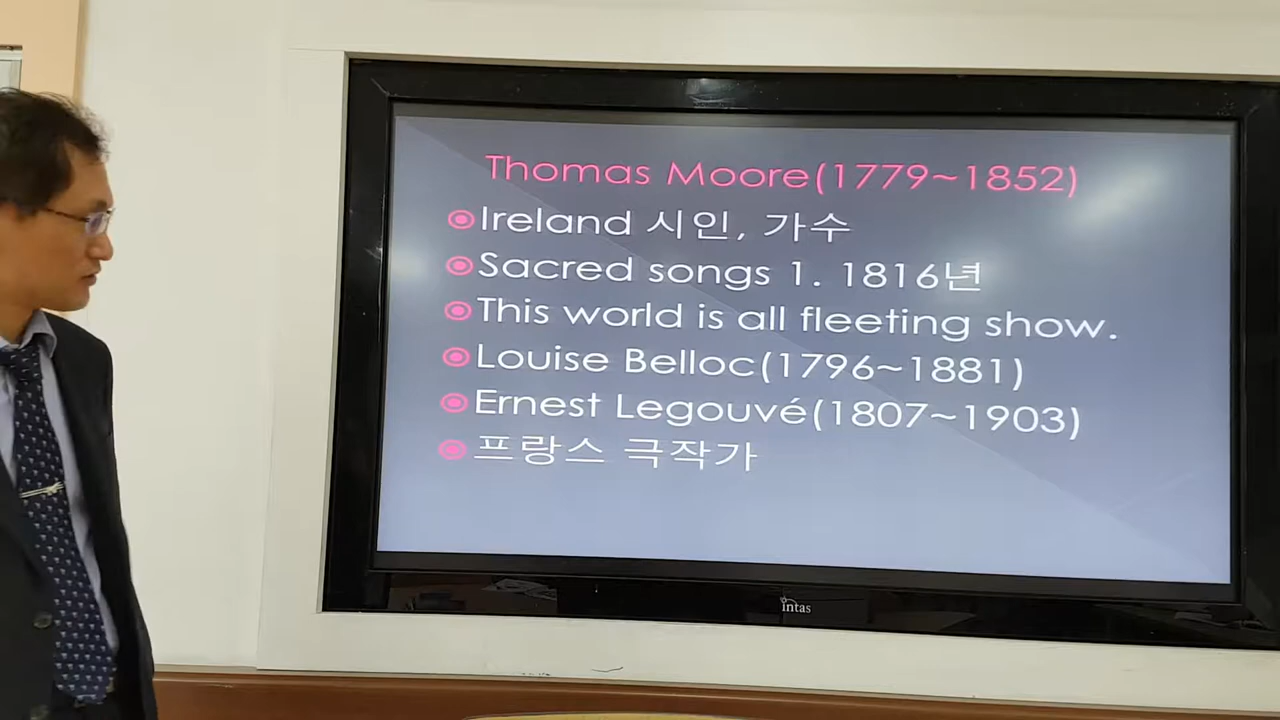 Thomas Moore(1779~1852)
Ireland 시인, 가수
Sacred songs 1. 1816년
This world is all fleeting show.
Louise Belloc(1796~1881)
Ernest Legouvé(1807~1903)
프랑스 극작가
intas